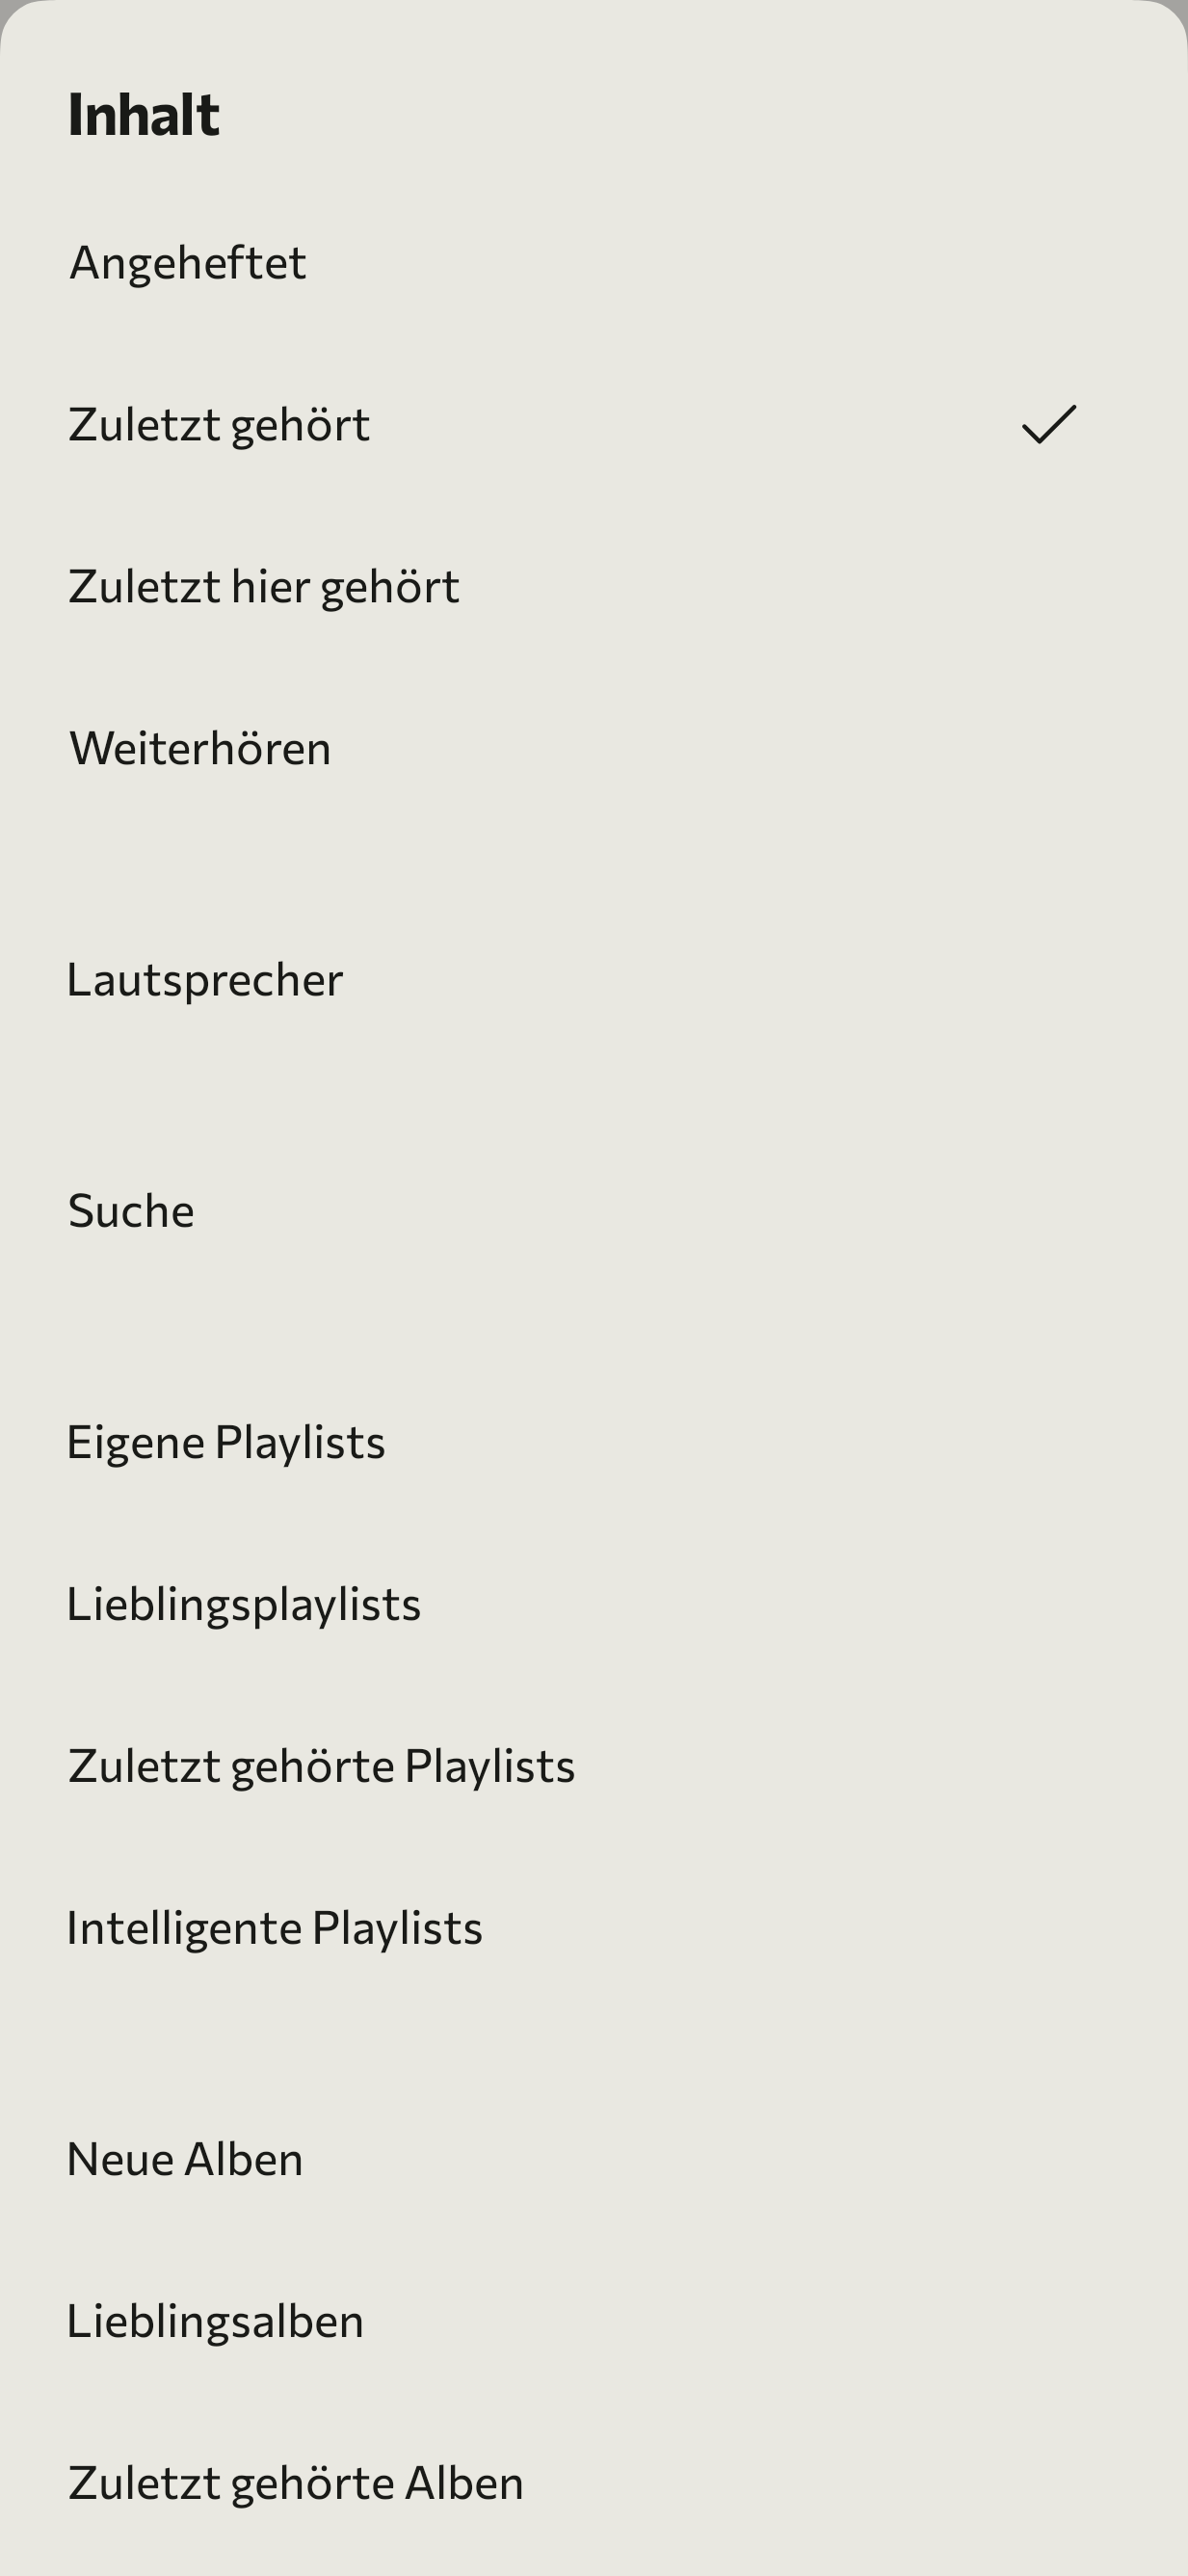 Inhalt
Angeheftet
Zuletzt gehört
Zuletzt hier gehört
Weiterhören
Lautsprecher
Suche
Eigene Playlists
Lieblingsplaylists
Zuletzt gehörte Playlists
Intelligente Playlists
Neue Alben
Lieblingsalben
Zuletzt gehörte Alben